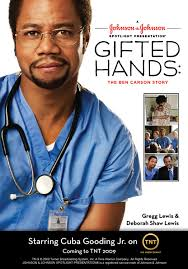 A
Johnson & Johnson
SPOTLIGHT PRESENTATION
GIFTED
HANDS:
THE BEN CARSON STORY
Gregg Lewis &
Deborah Shaw Lewis
Starring Cuba Gooding Jr. on
Coming to TNT 2009
TNT